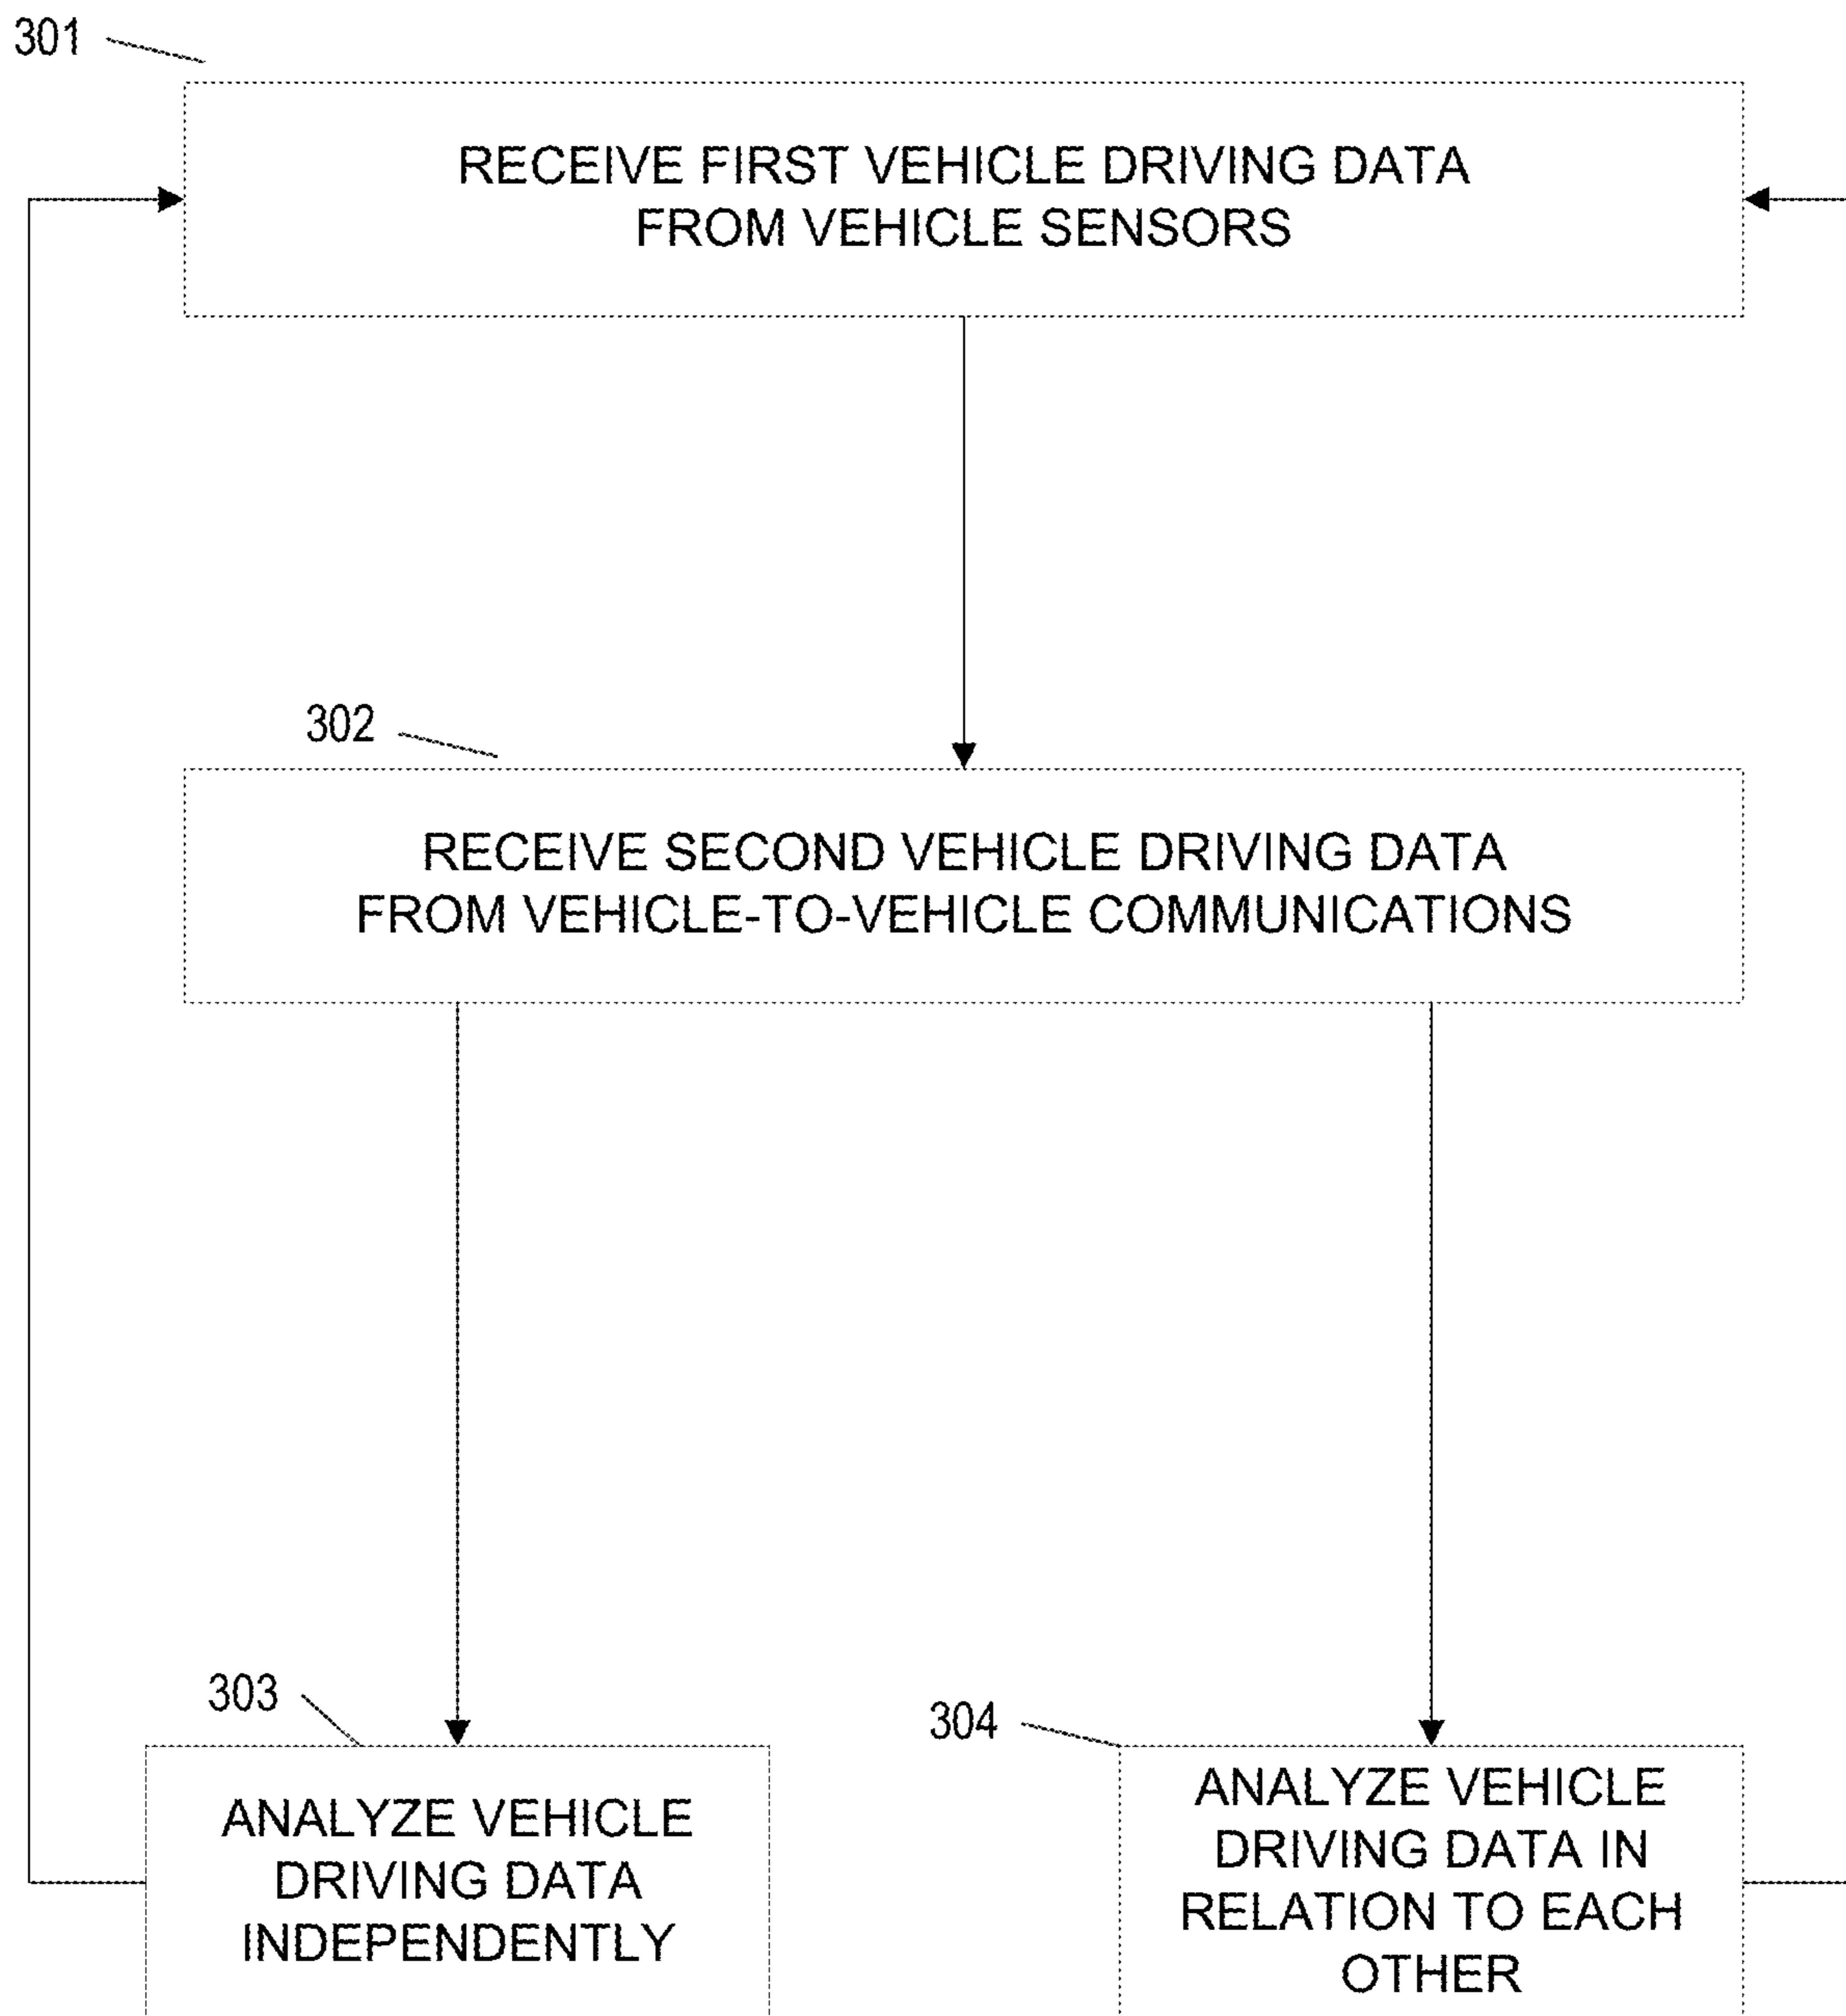 301
RECEIVE FIRST VEHICLE DRIVING DATA
FROM VEHICLE SENSORS
302
RECEIVE SECOND VEHICLE DRIVING DATA
FROM VEHICLE-TO-VEHICLE COMMUNICATIONS
303
ANALYZE VEHICLE
DRIVING DATA
INDEPENDENTLY
304
ANALYZE VEHICLE
DRIVING DATA IN
RELATION TO EACH
OTHER